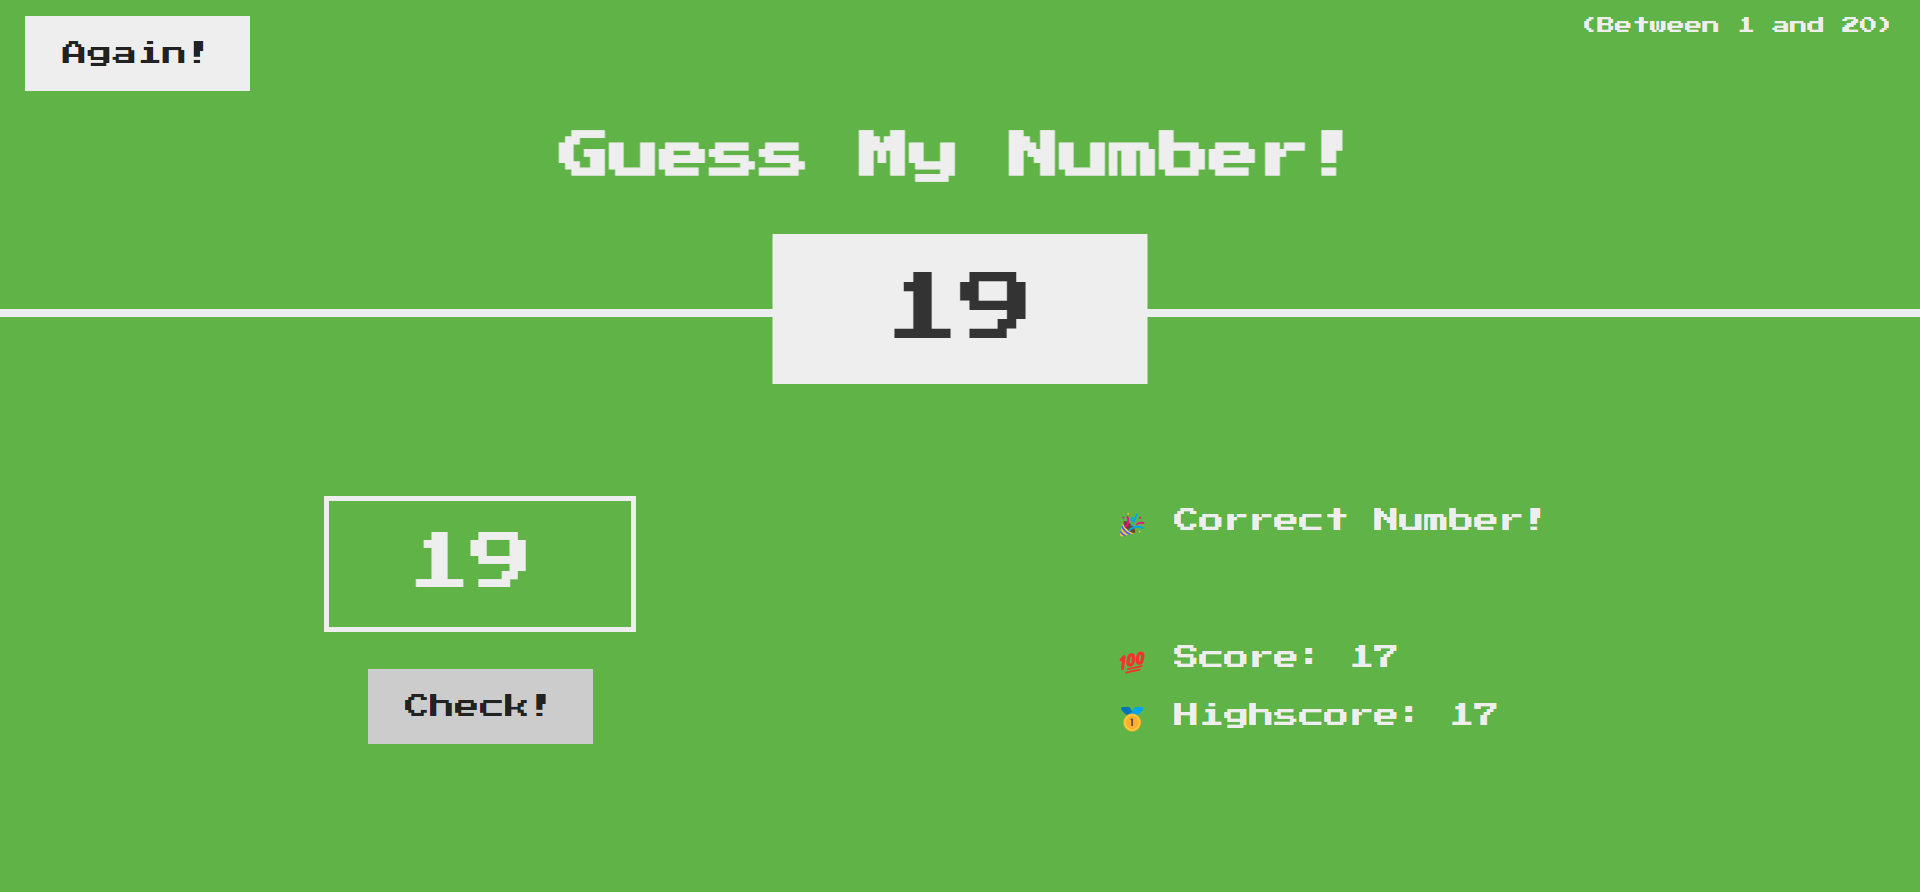 Again!
(Between 1 and 20)
Guess My Number!
19
19
Check!
🎉 Correct Number!
💯 Score: 17
🥇 Highscore: 17